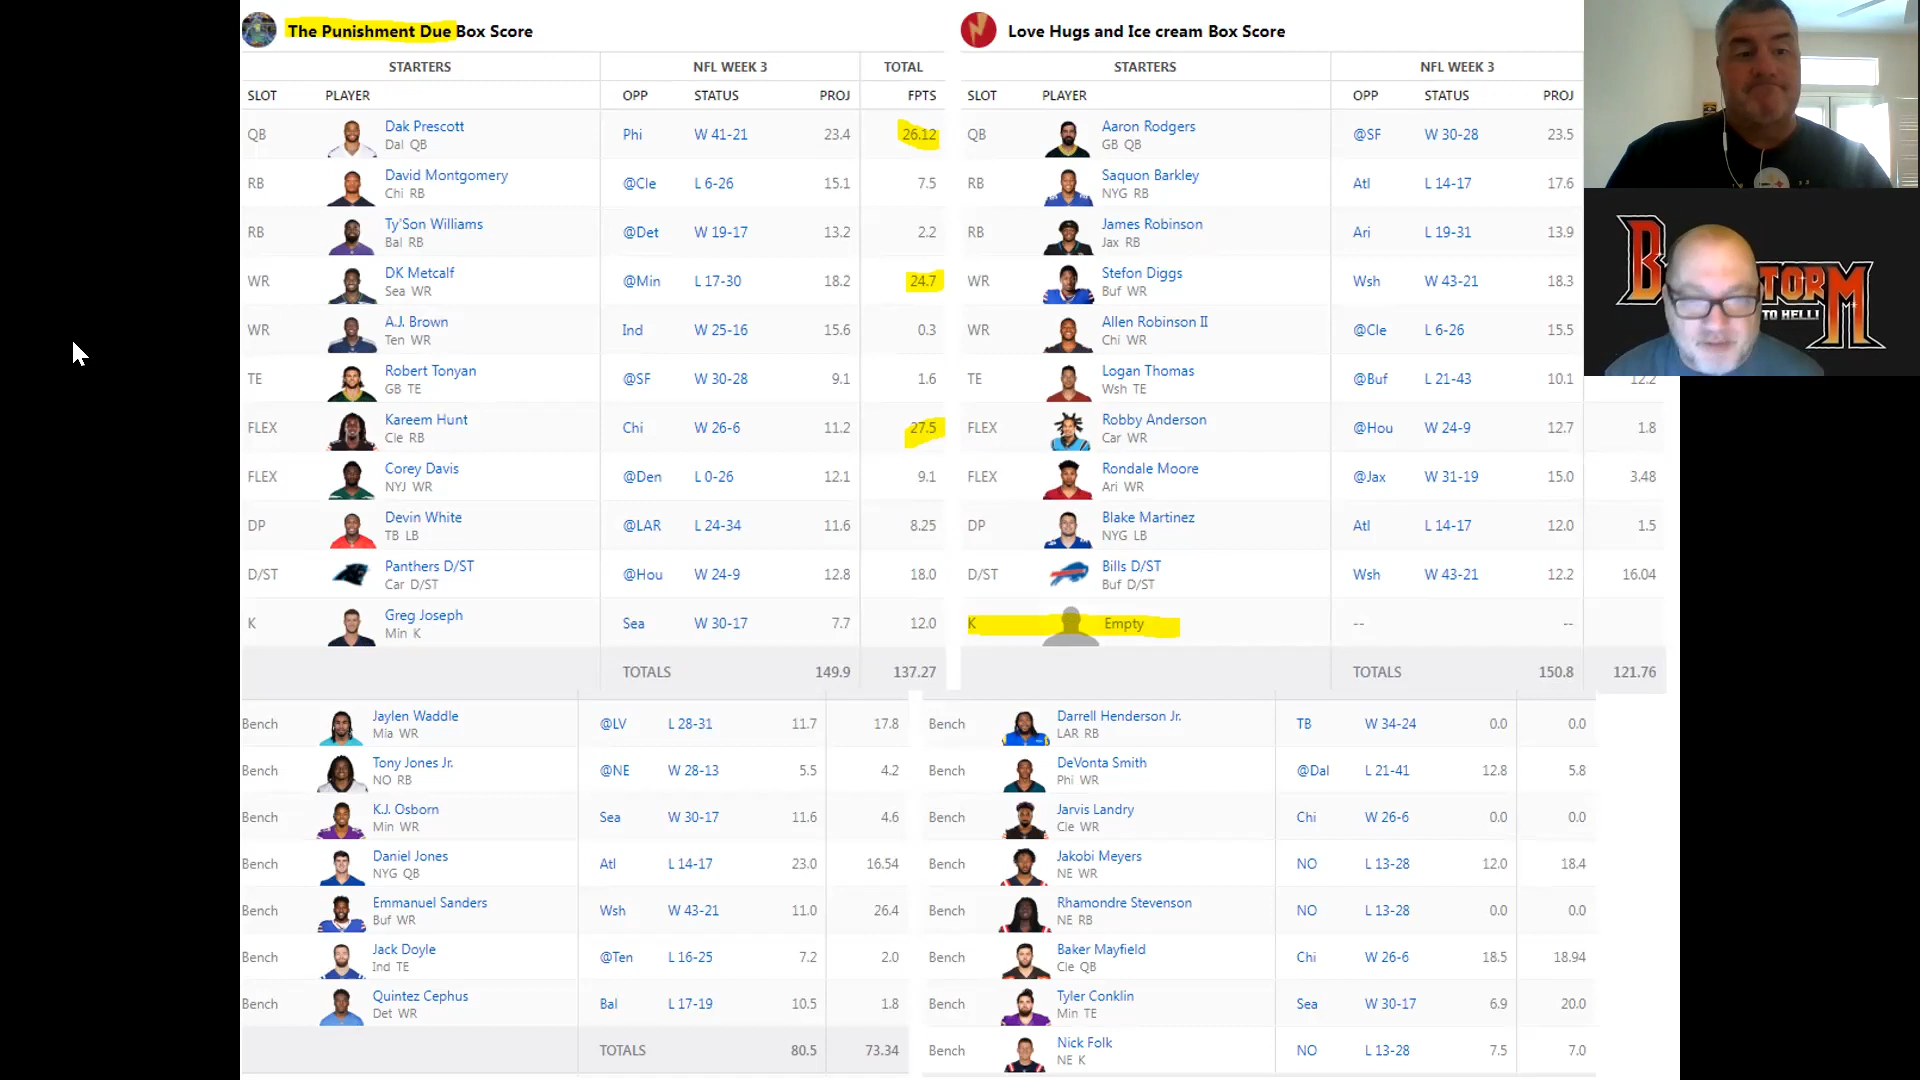 The Punishment Due Box Score
STARTERS NFL WEEK 3 TOTAL
SLOT PLAYER OPP STATUS PROJ FPTS
QB Dak Prescott Phi W 41-21 23.4 26.12
Dal QB
RB David Montgomery @Cle L 6-26 15.1 7.5
Chi RB
RB Ty'Son Williams @Det W 19-17 13.2 2.2
Bal RB
WR DK Metcalf @Min L 17-30 18.2 24.7
Sea WR
WR A.J. Brown Ind W 25-16 15.6 0.3
Ten WR
TE Robert Tonyan @SF W 30-28 9.1 1.6
GB TE
FLEX Kareem Hunt Chi W 26-6 11.2 27.5
Cle RB
FLEX Corey Davis @Den L 0-26 12.1 9.1
NYJ WR
DP Devin White @LAR L 24-34 11.6 8.25
TB LB
D/ST Panthers D/ST @Hou W 24-9 12.8 18.0
Car D/ST
K Greg Joseph Sea W 30-17 7.7 12.0
Min K
TOTALS 149.9 137.27
Bench Jaylen Waddle @LV L 28-31 11.7 17.8
Mia WR
Bench Tony Jones Jr. @NE W 28-13 5.5 4.2
NO RB
Bench K.J. Osborn Sea W 30-17 11.6 4.6
Min WR
Bench Daniel Jones Atl L 14-17 23.0 16.54
NYG QB
Bench Emmanuel Sanders Wsh W 43-21 11.0 26.4
Buf WR
Bench Jack Doyle @Ten L 16-25 7.2 2.0
Ind TE
Bench Quintez Cephus Bal L 17-19 10.5 1.8
Det WR
TOTALS 80.5 73.34
Love Hugs and Ice cream Box Score
STARTERS NFL WEEK 3
SLOT PLAYER OPP STATUS PROJ
QB Aaron Rodgers @SF W 30-28 23.5
GB QB
RB Saquon Barkley Atl L 14-17 17.6
NYG RB
RB James Robinson Ari L 19-31 13.9
Jax RB
WR Stefon Diggs Wsh W 43-21 18.3
Buf WR
WR Allen Robinson II @Cle L 6-26 15.5
Chi WR
TE Logan Thomas @Buf L 21-43 10.1 12.2
Wsh TE
FLEX Robby Anderson @Hou W 24-9 12.7 1.8
Car WR
FLEX Rondale Moore @Jax W 31-19 15.0 3.48
Ari WR
DP Blake Martinez Atl L 14-17 12.0 1.5
NYG LB
D/ST Bills D/ST Wsh W 43-21 12.2 16.04
Buf D/ST
K Empty -- --
TOTALS 150.8 121.76
Bench Darrell Henderson Jr. TB W 34-24 0.0 0.0
LAR RB
Bench DeVonta Smith @Dal L 21-41 12.8 5.8
Phi WR
Bench Jarvis Landry Chi W 26-6 0.0 0.0
Cle WR
Bench Jakobi Meyers NO L 13-28 12.0 18.4
NE WR
Bench Rhamondre Stevenson NO L 13-28 0.0 0.0
NE RB
Bench Baker Mayfield Chi W 26-6 18.5 18.94
Cle QB
Bench Tyler Conklin Sea W 30-17 6.9 20.0
Min TE
Bench Nick Folk NO L 13-28 7.5 7.0
NE K
TO HELL!